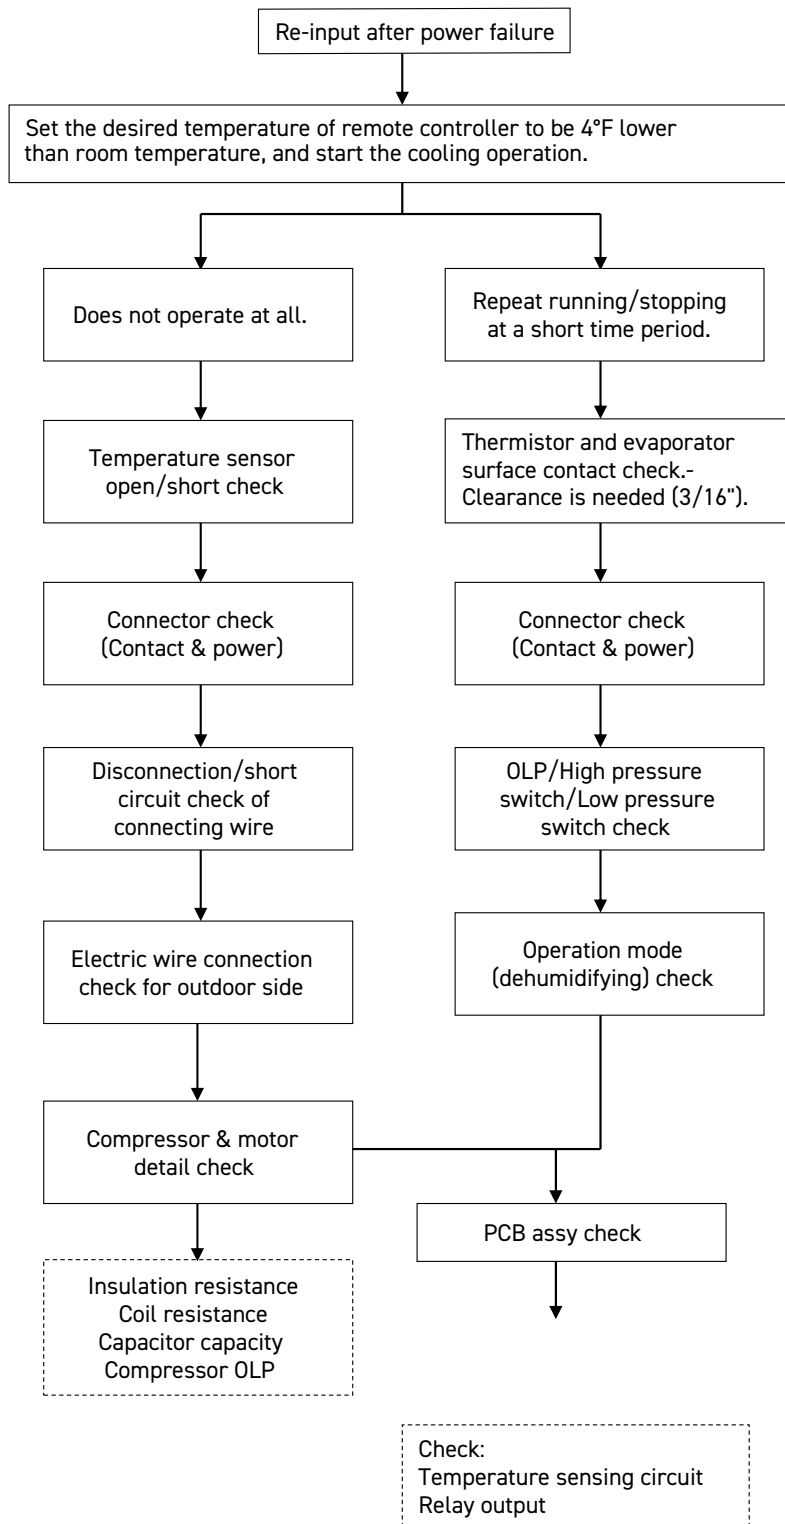 Re-input after power failure
Set the desired temperature of remote controller to be 4°F lower
than room temperature, and start the cooling operation.
Does not operate at all.
Repeat running/stopping
at a short time period.
Temperature sensor
open/short check
Thermistor and evaporator
surface contact check.-
Clearance is needed (3/16").
Connector check
(Contact & power)
Connector check
(Contact & power)
Disconnection/short
circuit check of
connecting wire
OLP/High pressure
switch/Low pressure
switch check
Electric wire connection
check for outdoor side
Operation mode
(dehumidifying) check
Compressor & motor
detail check
PCB assy check
Insulation resistance
Coil resistance
Capacitor capacity
Compressor OLP
Check:
Temperature sensing circuit
Relay output